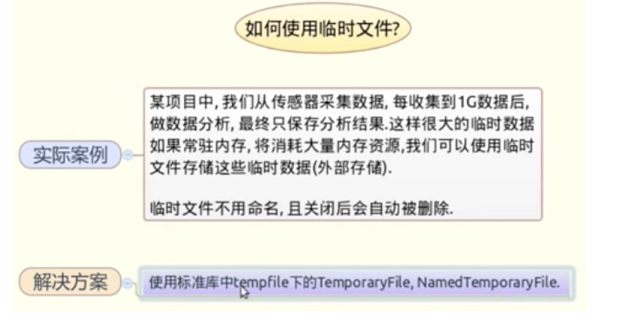 如何使用临时文件?
某项目中, 我们从传感器采集数据, 每收集到1G数据后,
做数据分析, 最终只保存分析结果.这样很大的临时数据
如果常驻内存, 将消耗大量内存资源,我们可以使用临时
文件存储这些临时数据(外部存储).
临时文件不用命名, 且关闭后会自动被删除.
实际案例
解决方案
使用标准库中tempfile下的TemporaryFile, NamedTemporaryFile.